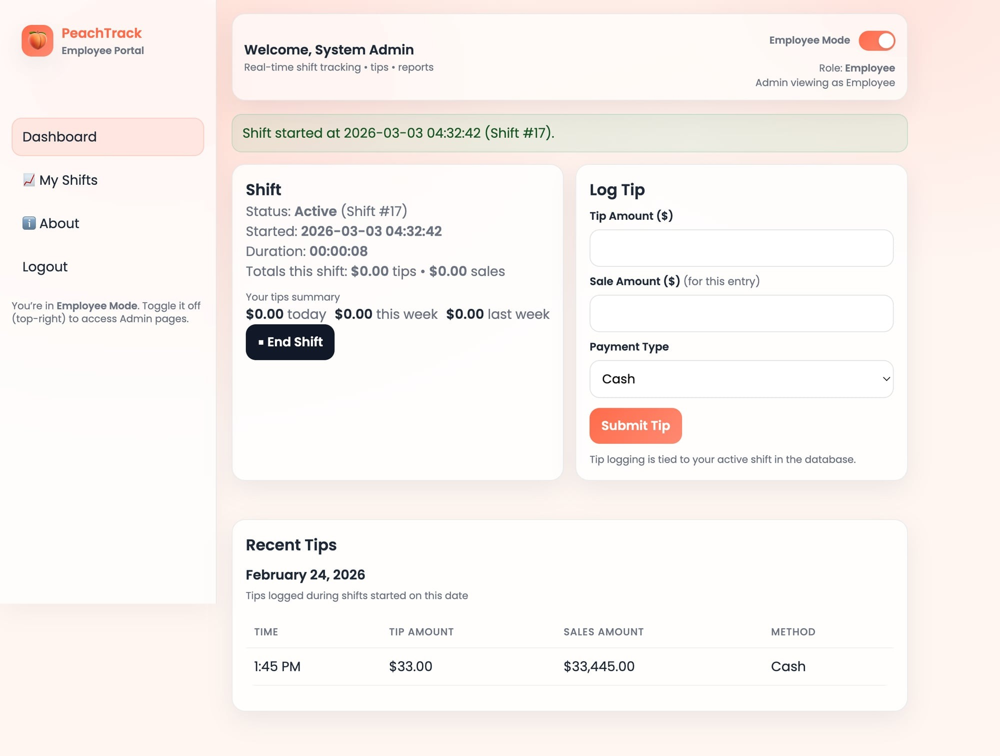 PeachTrack
Employee Portal
Dashboard
📈 My Shifts
ℹ️ About
Logout
You’re in Employee Mode. Toggle it off
(top-right) to access Admin pages.
Welcome, System Admin
Real-time shift tracking • tips • reports
Employee Mode
Role: Employee
Admin viewing as Employee
Shift started at 2026-03-03 04:32:42 (Shift #17).
Shift
Status: Active (Shift #17)
Started: 2026-03-03 04:32:42
Duration: 00:00:08
Totals this shift: $0.00 tips • $0.00 sales
Your tips summary
$0.00 today $0.00 this week $0.00 last week
▪ End Shift
Log Tip
Tip Amount ($)
Sale Amount ($) (for this entry)
Payment Type
Cash
Submit Tip
Tip logging is tied to your active shift in the database.
Recent Tips
February 24, 2026
Tips logged during shifts started on this date
TIME TIP AMOUNT SALES AMOUNT METHOD
1:45 PM $33.00 $33,445.00 Cash